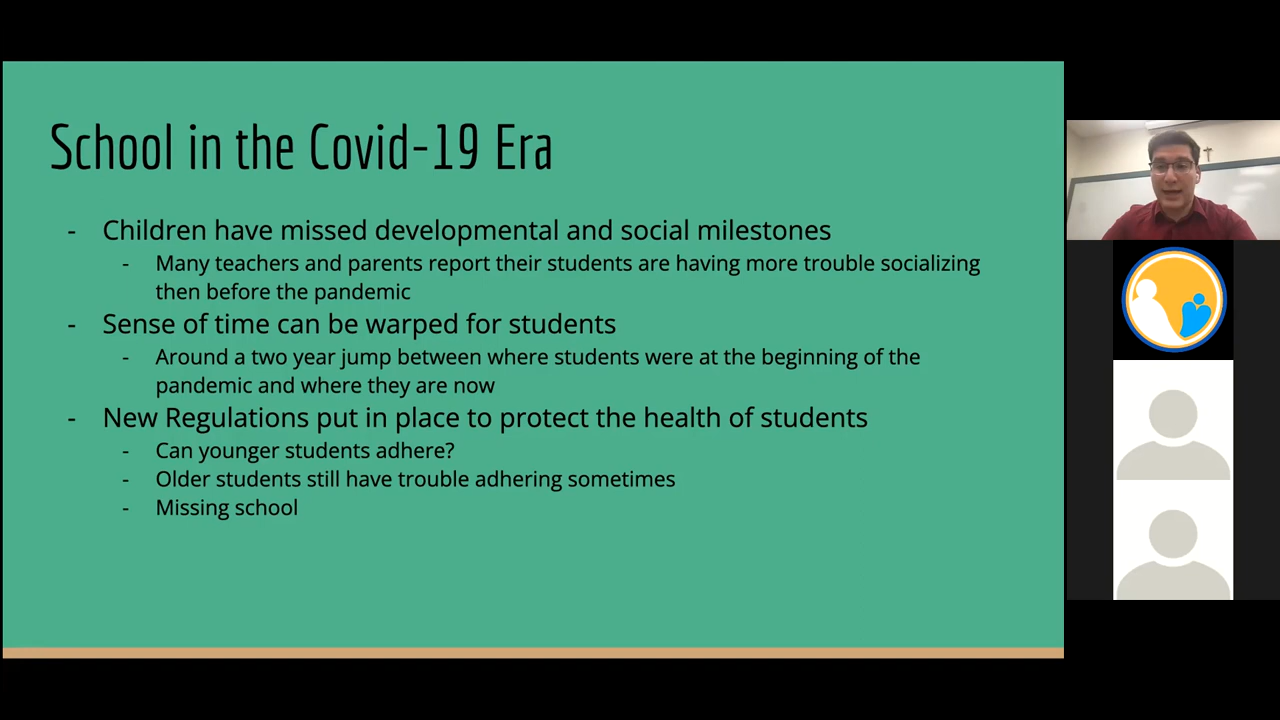 School in the Covid-19 Era
- Children have missed developmental and social milestones
- Many teachers and parents report their students are having more trouble socializing
then before the pandemic
- Sense of time can be warped for students
- Around a two year jump between where students were at the beginning of the
pandemic and where they are now
- New Regulations put in place to protect the health of students
- Can younger students adhere?
- Older students still have trouble adhering sometimes
- Missing school